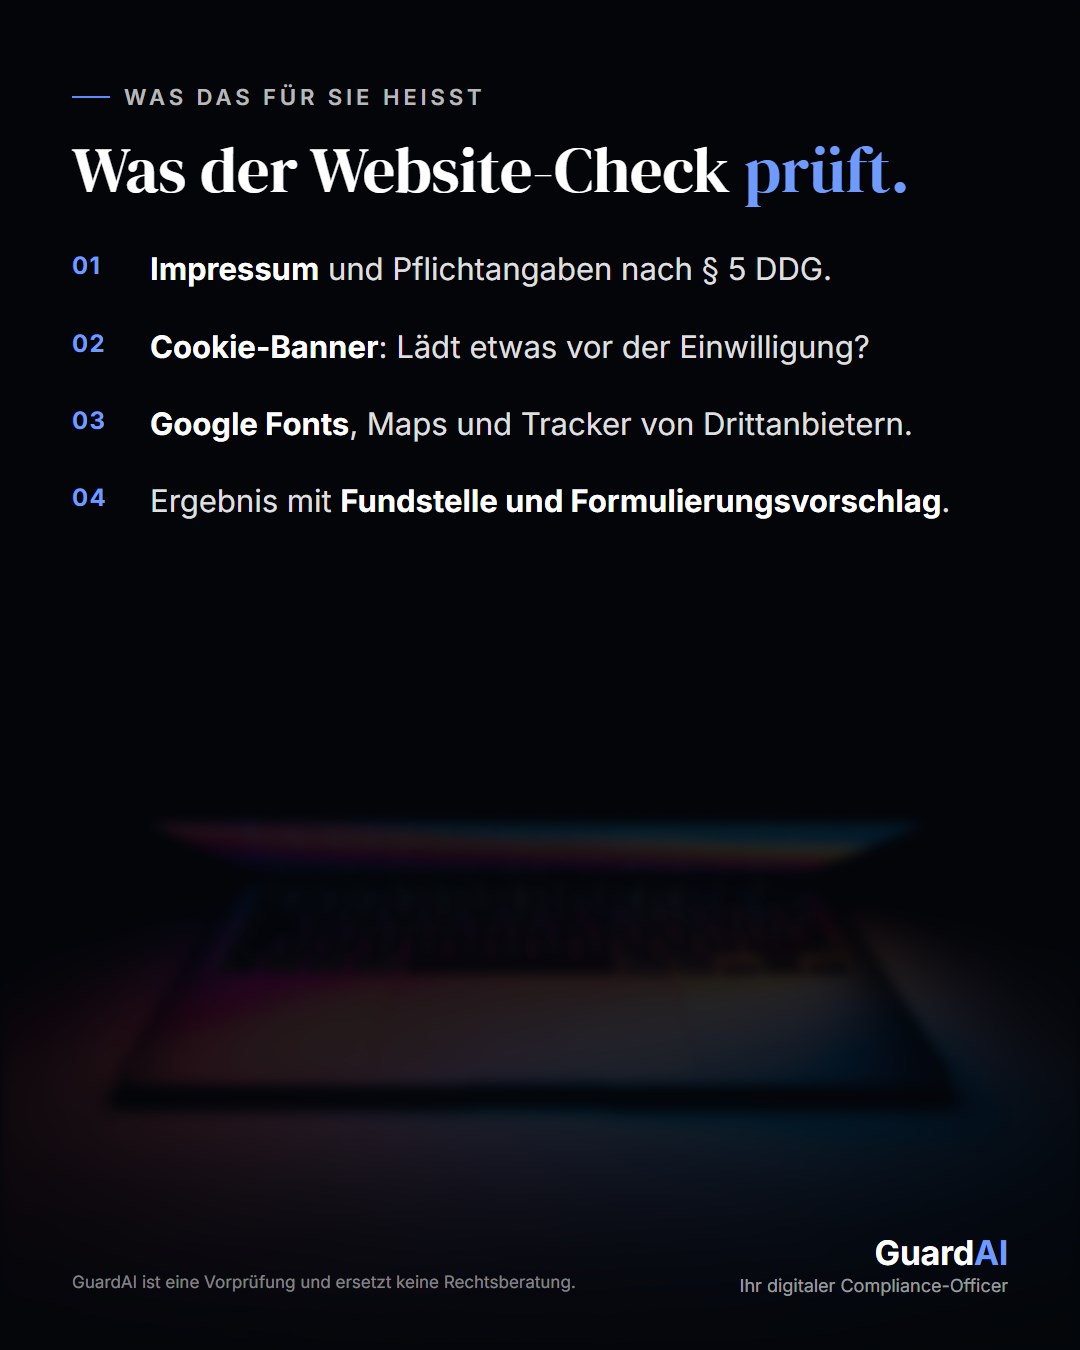 WAS DAS FÜR SIE HEISST
Was der Website-Check prüft.
01 Impressum und Pflichtangaben nach § 5 DDG.
02 Cookie-Banner: Lädt etwas vor der Einwilligung?
03 Google Fonts, Maps und Tracker von Drittanbietern.
04 Ergebnis mit Fundstelle und Formulierungsvorschlag.
GuardAI
GuardAI ist eine Vorprüfung und ersetzt keine Rechtsberatung.
Ihr digitaler Compliance-Officer